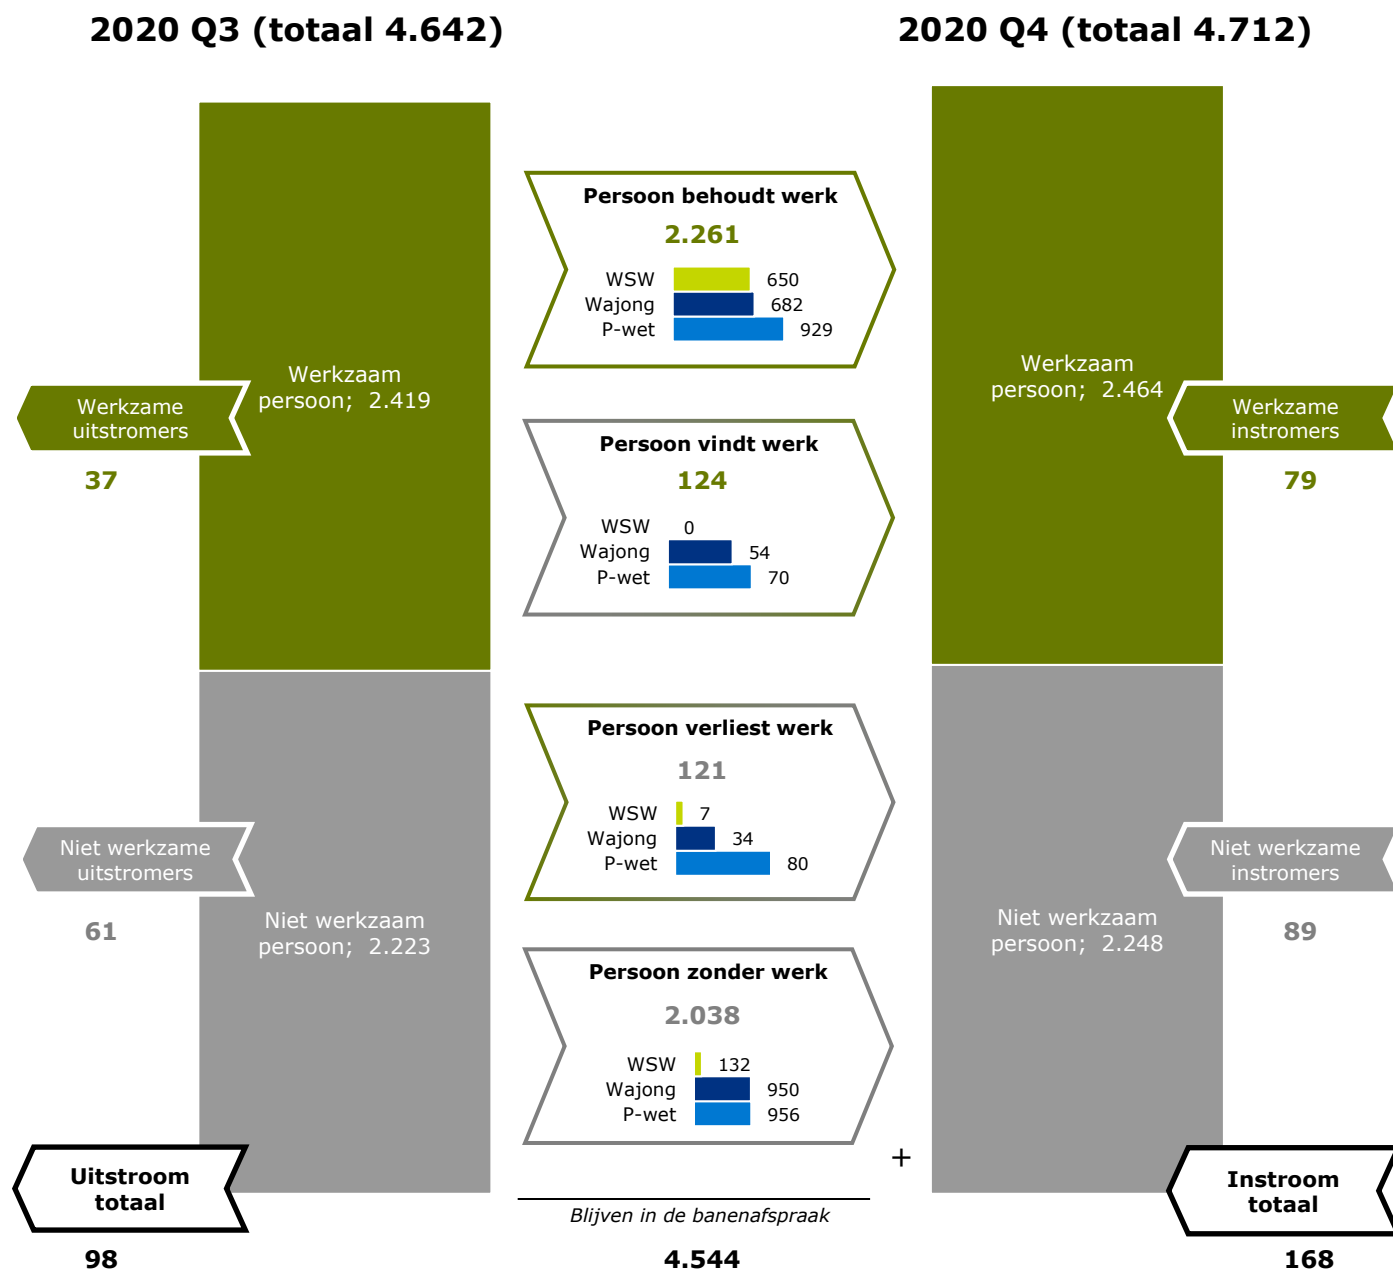 2020 Q3 (totaal 4.642)
2020 Q4 (totaal 4.712)
Werkzaam
persoon; 2.419
Werkzame
uitstromers
37
Niet werkzaam
persoon; 2.223
Niet werkzame
uitstromers
61
Uitstroom
totaal
98
Persoon behoudt werk
2.261
WSW 650
Wajong 682
P-wet 929
Persoon vindt werk
124
WSW 0
Wajong 54
P-wet 70
Persoon verliest werk
121
WSW 7
Wajong 34
P-wet 80
Persoon zonder werk
2.038
WSW 132
Wajong 950
P-wet 956
+
Blijven in de banenafspraak
4.544
Werkzaam
persoon; 2.464
Werkzame
instromers
79
Niet werkzaam
persoon; 2.248
Niet werkzame
instromers
89
Instroom
totaal
168